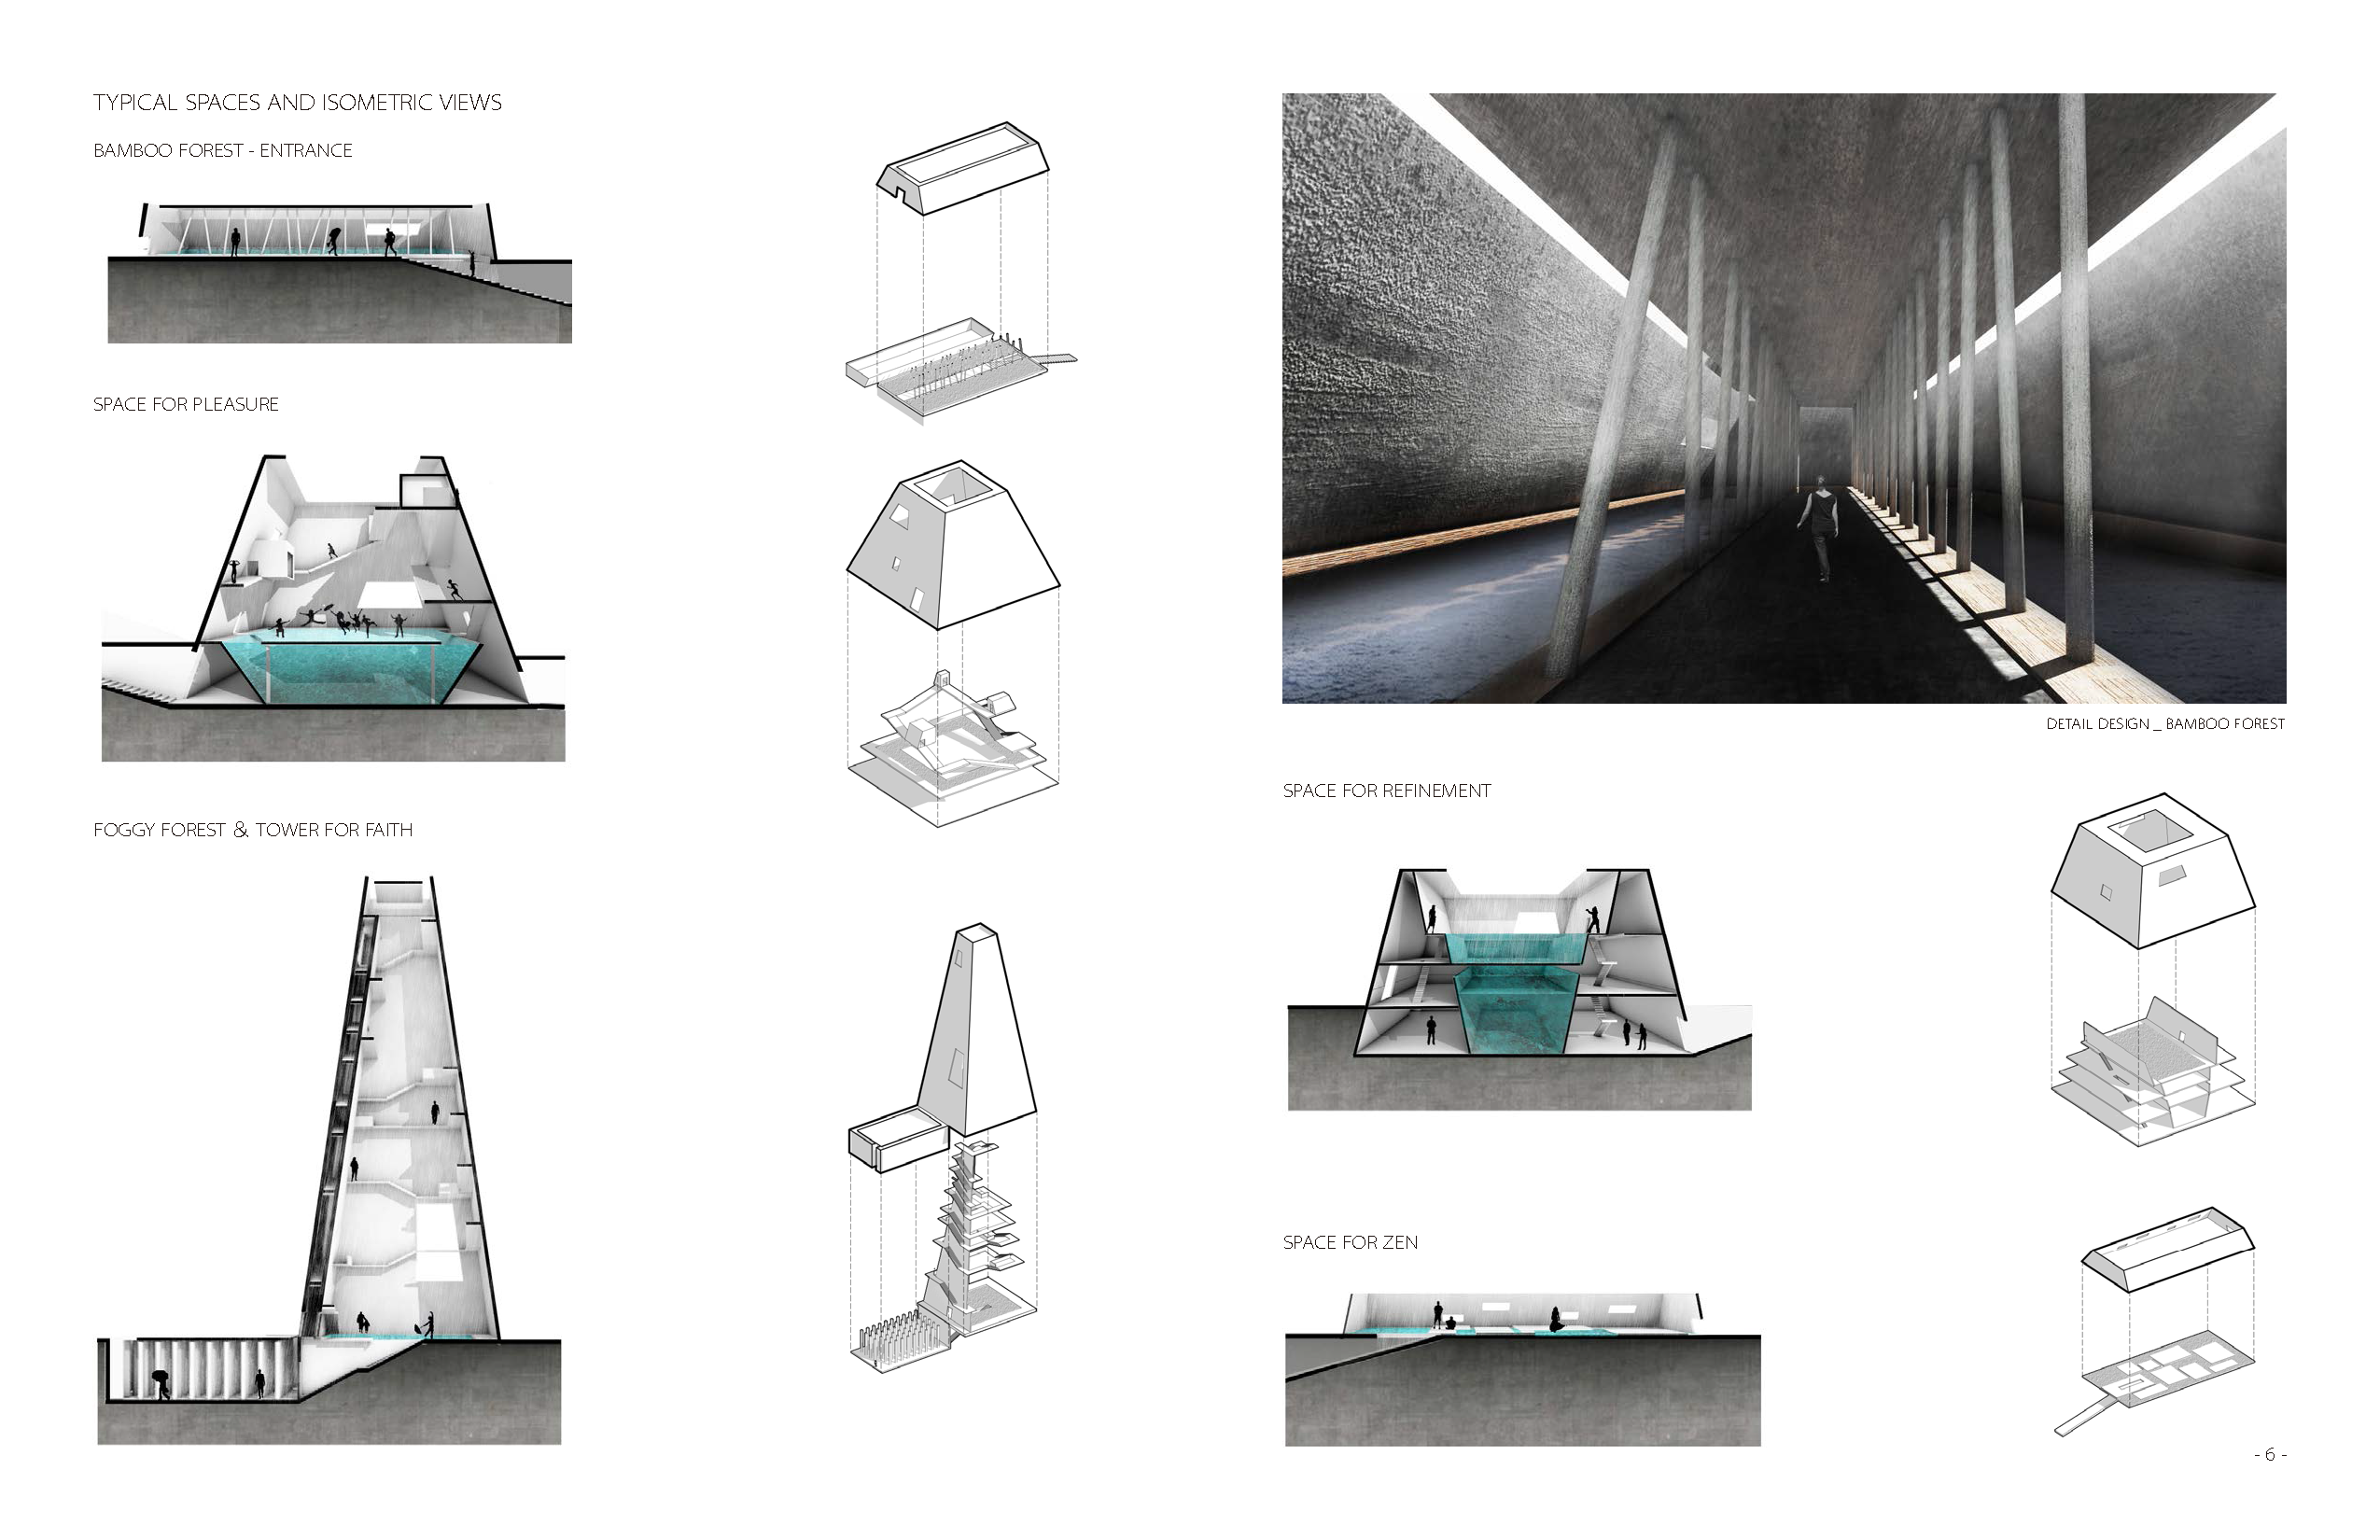 TYPICAL SPACES AND ISOMETRIC VIEWS
BAMBOO FOREST - ENTRANCE
SPACE FOR PLEASURE
FOGGY FOREST & TOWER FOR FAITH
DETAIL DESIGN _ BAMBOO FOREST
SPACE FOR REFINEMENT
SPACE FOR ZEN
- 6 -